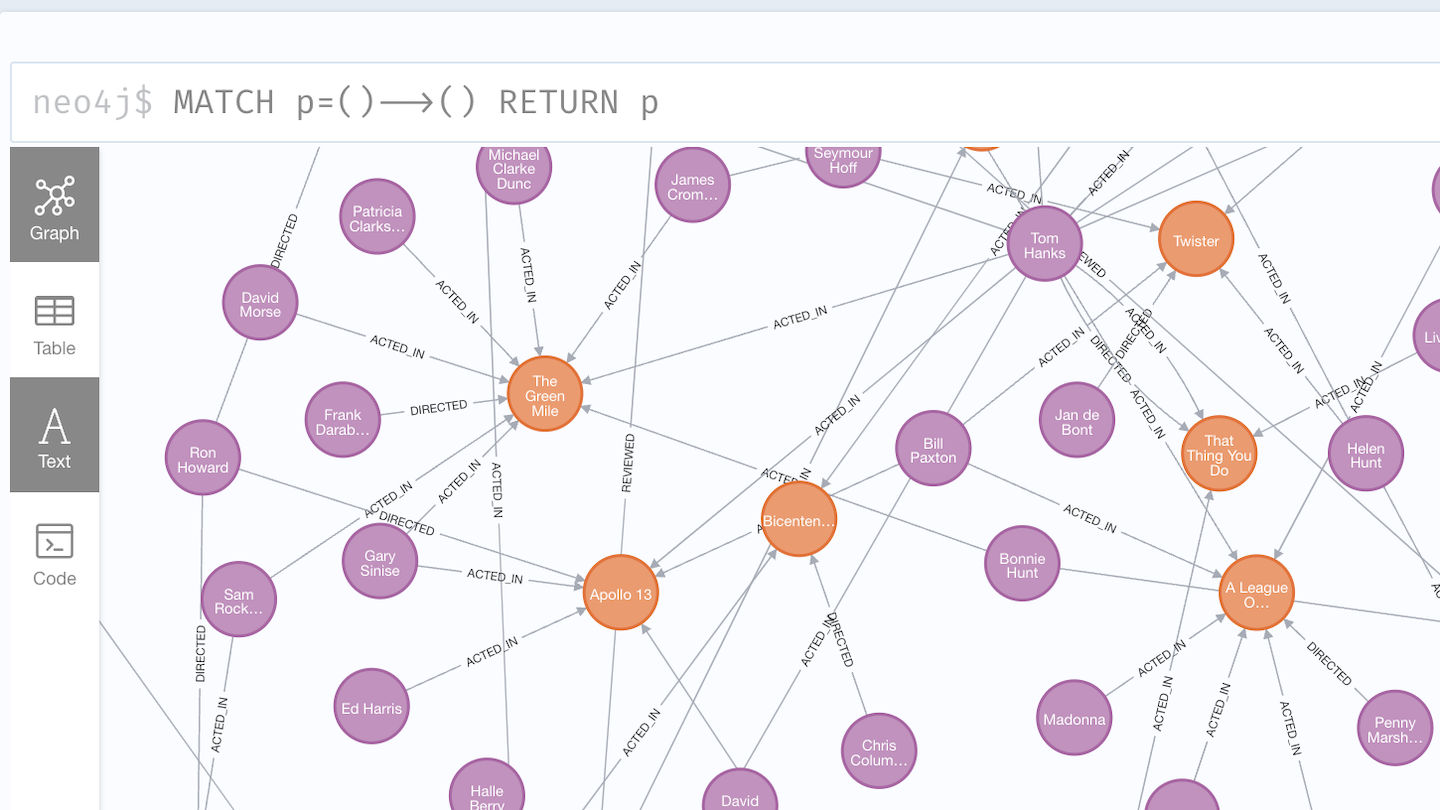 neo4j$ MATCH p=()⟶() RETURN p
Graph
Table
Text
Code
Michael
Clarke
Dunc
Seymour
Hoff
James
Crom…
Patricia
Clarks…
ACTED_IN
ACTED_IN
Tom
Hanks
Twister
DIRECTED
ACTED_IN
ACTED_IN
ACTED_IN
ACTED_IN
EWED
ACTED_IN
David
Morse
ACTED_IN
ACTED_IN
ACTED_IN
ACTED_IN
DIRECTED
ACTED_IN
ACTED_IN
DIRECTED
The
Green
Mile
ACTED_IN
ACTED_IN
Frank
Darab…
DIRECTED
ACTED_IN
ACTED_IN
Jan de
Bont
Bill
Paxton
That
Thing You
Do
Helen
Hunt
Ron
Howard
REVIEWED
ACTED_IN
ACTED_IN
ACTED_IN
DIRECTED
Bicenten…
ACTED_IN
Gary
Sinise
ACTED_IN
Bonnie
Hunt
Sam
Rock…
Apollo 13
A League
O…
DIRECTED
ACTED_IN
ACTED_IN
DIRECTED
ACTED_IN
DIRECTED
Ed Harris
ACTED_IN
ACTED_IN
Chris
Colum…
Madonna
ACTED_IN
ACTED_IN
ACTED_IN
Penny
Marsh…
Halle
Berry
David